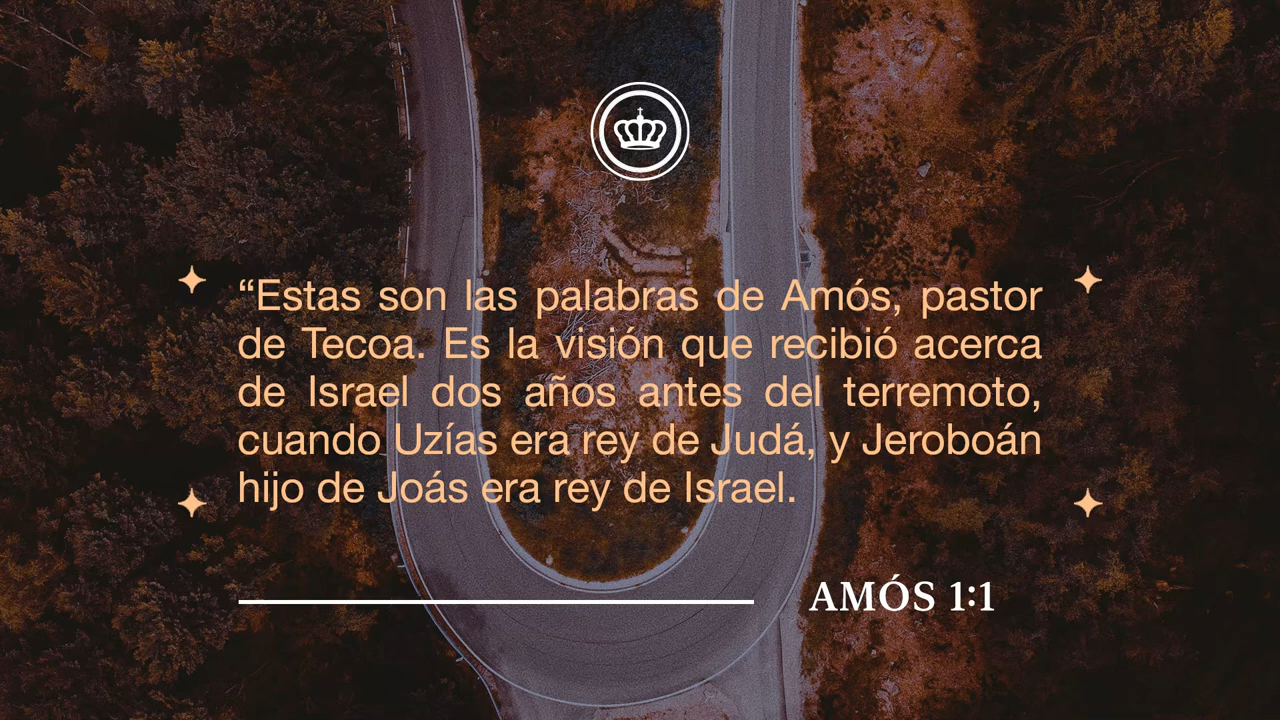 “Estas son las palabras de Amós, pastor
de Tecoa. Es la visión que recibió acerca
de Israel dos años antes del terremoto,
cuando Uzías era rey de Judá, y Jeroboán
hijo de Joás era rey de Israel.
AMÓS 1:1